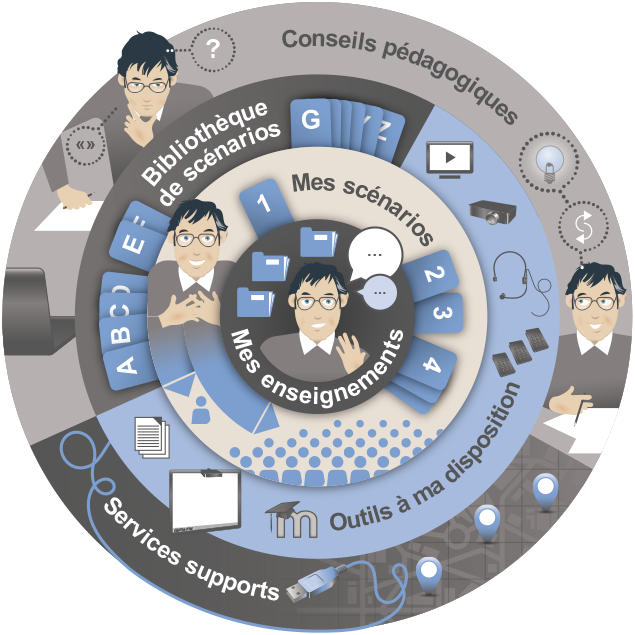 Conseils pédagogiques
?
«»
Bibliothèque
de scénarios
G
Z
E
D
C
B
A
Mes scénarios
1
2
3
4
...
...
Mes enseignements
Outils à ma disposition
m
Services supports